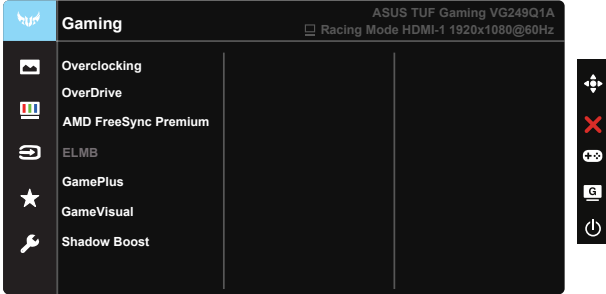 Gaming
ASUS TUF Gaming VG249Q1A
Racing Mode HDMI-1 1920x1080@60Hz
Overclocking
OverDrive
AMD FreeSync Premium
ELMB
GamePlus
GameVisual
Shadow Boost
G